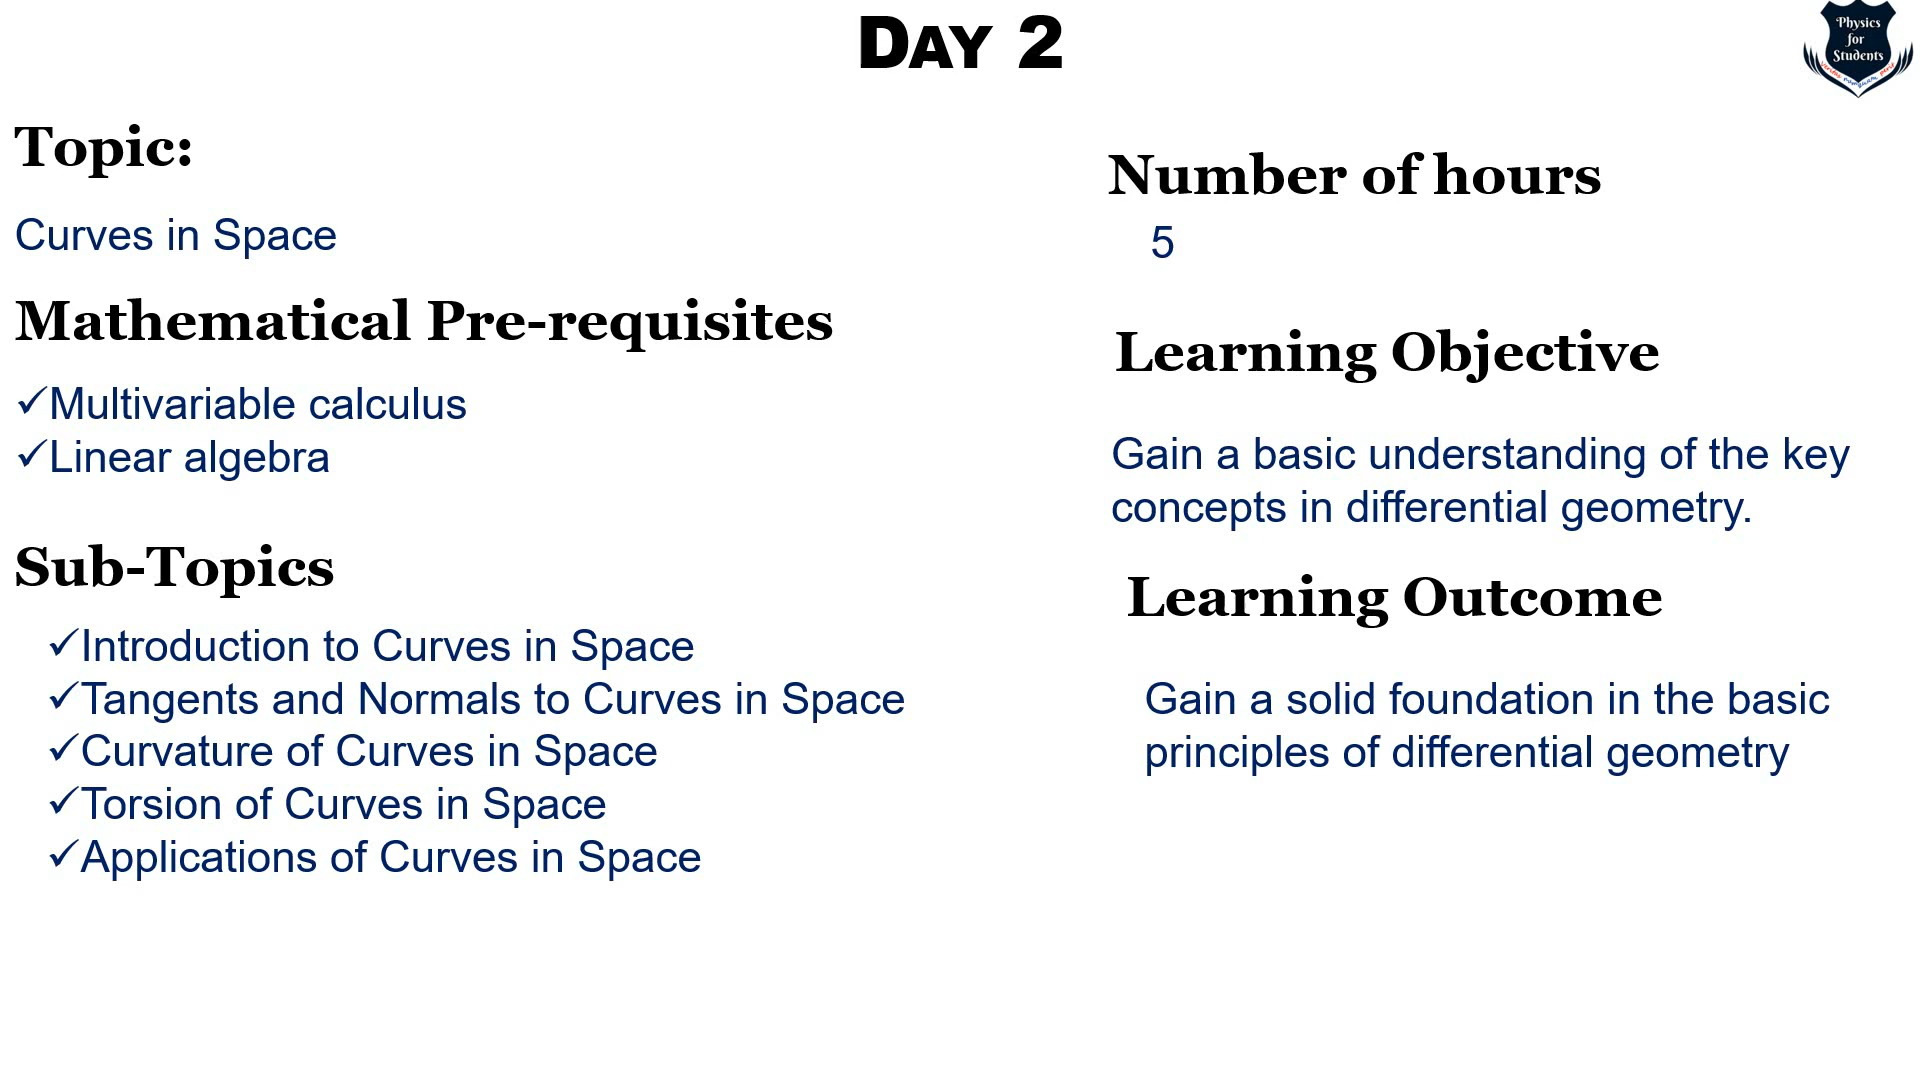 DAY 2
Physics
for
Students
Topic:
Curves in Space
Mathematical Pre-requisites
✓Multivariable calculus
✓Linear algebra
Sub-Topics
✓Introduction to Curves in Space
✓Tangents and Normals to Curves in Space
✓Curvature of Curves in Space
✓Torsion of Curves in Space
✓Applications of Curves in Space
Number of hours
5
Learning Objective
Gain a basic understanding of the key
concepts in differential geometry.
Learning Outcome
Gain a solid foundation in the basic
principles of differential geometry